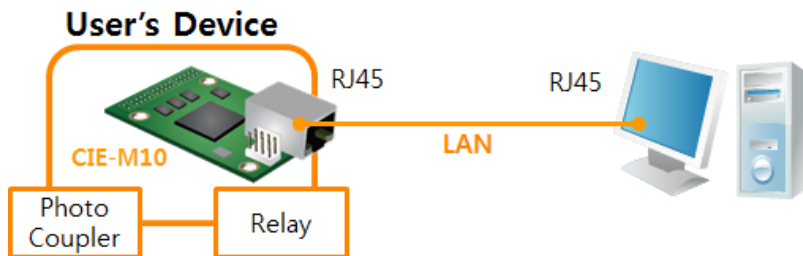 User's Device
RJ45
RJ45
LAN
CIE-M10
Photo
Coupler
Relay